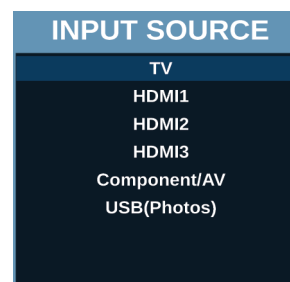 INPUT SOURCE
TV
HDMI1
HDMI2
HDMI3
Component/AV
USB(Photos)